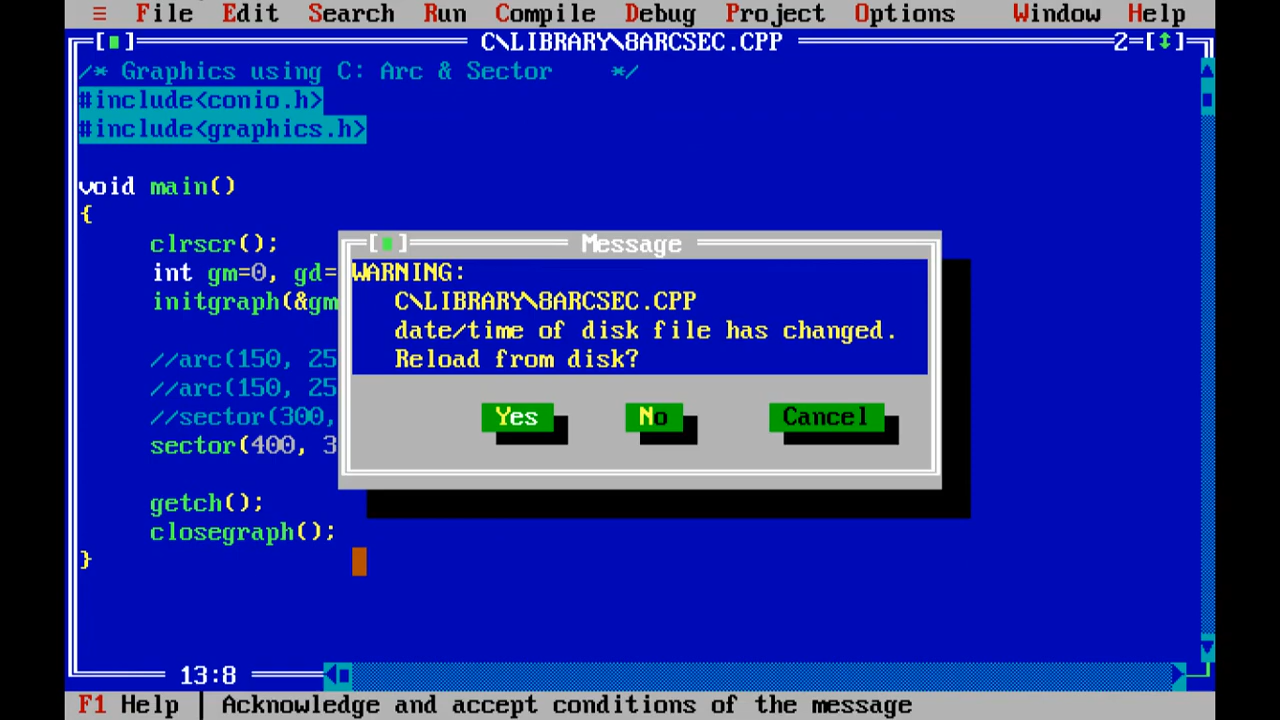 ≡ File Edit Search Run Compile Debug Project Options Window Help
[■] C\LIBRARY\8ARCSEC.CPP 2=[↕]
/* Graphics using C: Arc & Sector */
#include<conio.h>
#include<graphics.h>
void main()
{
clrscr();
int gm=0, gd=
initgraph(&gm
//arc(150, 25
//arc(150, 25
//sector(300,
sector(400, 3
getch();
closegraph();
}
[■] Message
WARNING:
C\LIBRARY\8ARCSEC.CPP
date/time of disk file has changed.
Reload from disk?
Yes No Cancel
13:8
F1 Help | Acknowledge and accept conditions of the message